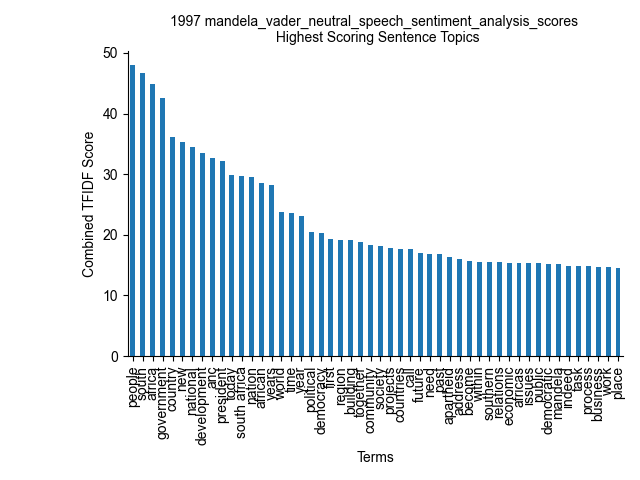 1997 mandela_vader_neutral_speech_sentiment_analysis_scores
Highest Scoring Sentence Topics
Combined TFIDF Score
50
40
30
20
10
0
people
south
africa
government
country
new
national
development
anc
president
today
south africa
nation
african
years
world
time
year
political
democracy
first
region
building
together
community
society
projects
countries
call
future
need
past
apartheid
address
become
within
southern
relations
economic
africas
issues
public
democratic
mandela
indeed
task
process
business
work
place
Terms